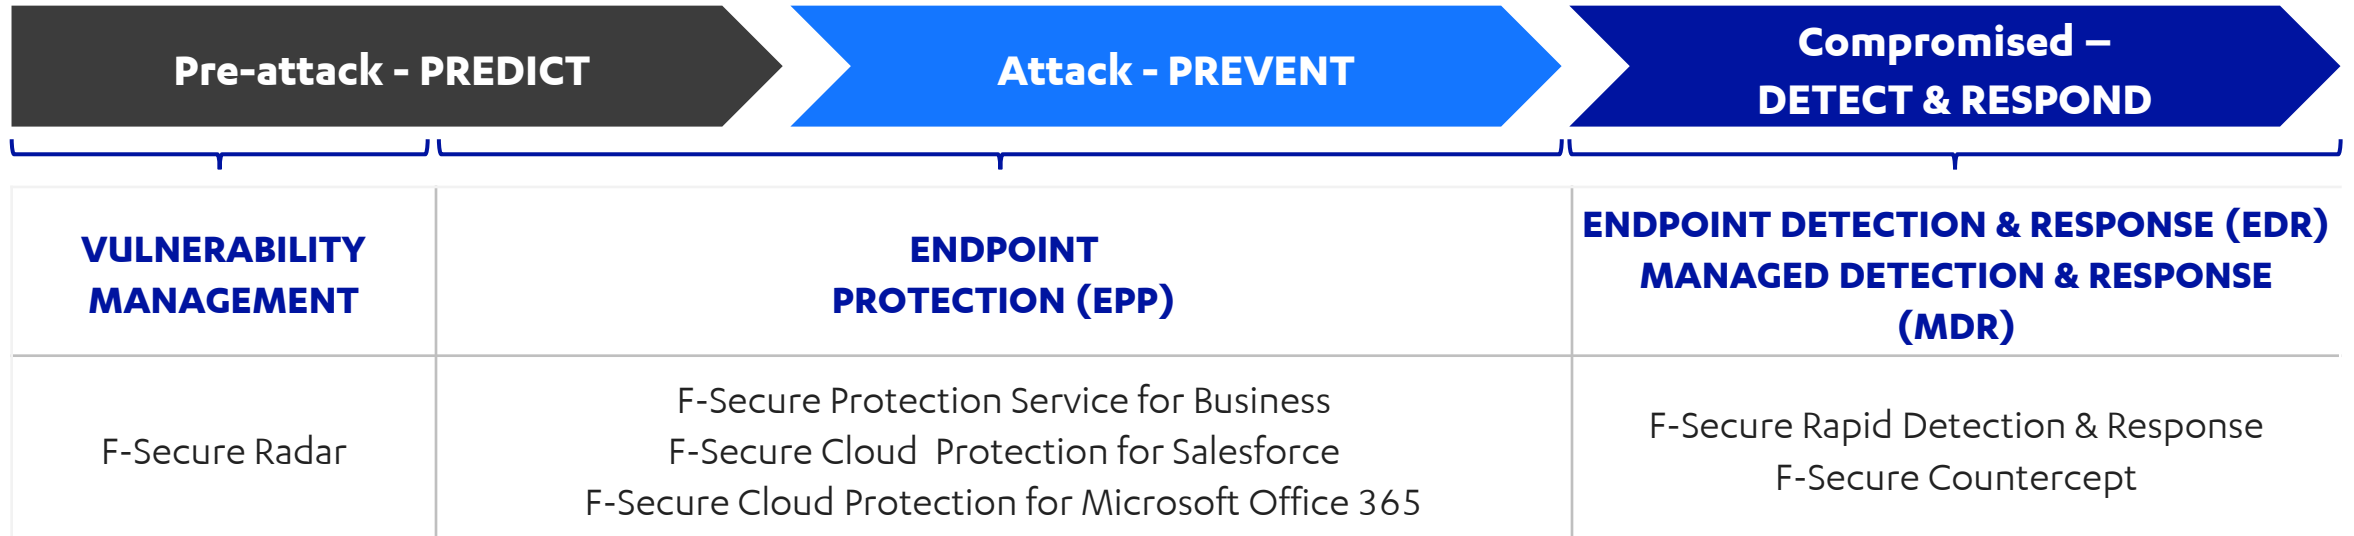 Pre-attack - PREDICT
Attack - PREVENT
Compromised –
DETECT & RESPOND
VULNERABILITY
MANAGEMENT
ENDPOINT
PROTECTION (EPP)
ENDPOINT DETECTION & RESPONSE (EDR)
MANAGED DETECTION & RESPONSE
(MDR)
F-Secure Radar
F-Secure Protection Service for Business
F-Secure Cloud  Protection for Salesforce
F-Secure Cloud Protection for Microsoft Office 365
F-Secure Rapid Detection & Response
F-Secure Countercept